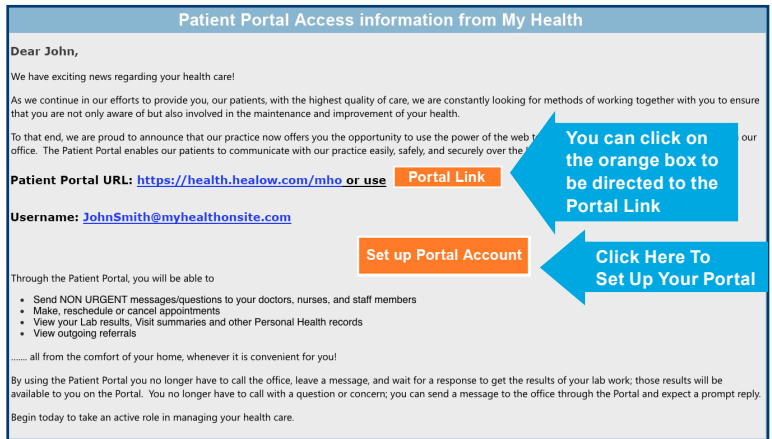 Patient Portal Access information from My Health
Dear John,
We have exciting news regarding your health care!
As we continue in our efforts to provide you, our patients, with the highest quality of care, we are constantly looking for methods of working together with you to ensure
that you are not only aware of but also involved in the maintenance and improvement of your health.
To that end, we are proud to announce that our practice now offers you the opportunity to use the power of the web t our
office. The Patient Portal enables our patients to communicate with our practice easily, safely, and securely over the
You can click on
the orange box to
be directed to the
Portal Link
Patient Portal URL: https://health.healow.com/mho or use Portal Link
Username: JohnSmith@myhealthonsite.com
Set up Portal Account
Click Here To
Set Up Your Portal
Through the Patient Portal, you will be able to
• Send NON URGENT messages/questions to your doctors, nurses, and staff members
• Make, reschedule or cancel appointments
• View your Lab results, Visit summaries and other Personal Health records
• View outgoing referrals
....... all from the comfort of your home, whenever it is convenient for you!
By using the Patient Portal you no longer have to call the office, leave a message, and wait for a response to get the results of your lab work; those results will be
available to you on the Portal. You no longer have to call with a question or concern; you can send a message to the office through the Portal and expect a prompt reply.
Begin today to take an active role in managing your health care.